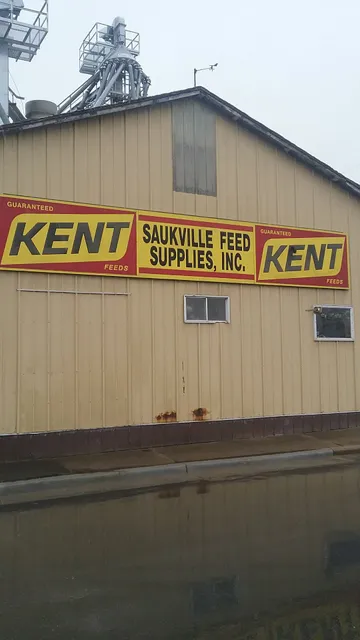 GUARANTEED
KENT
FEEDS
SAUKVILLE FEED
SUPPLIES, INC.
GUARANTEED
KENT
FEEDS